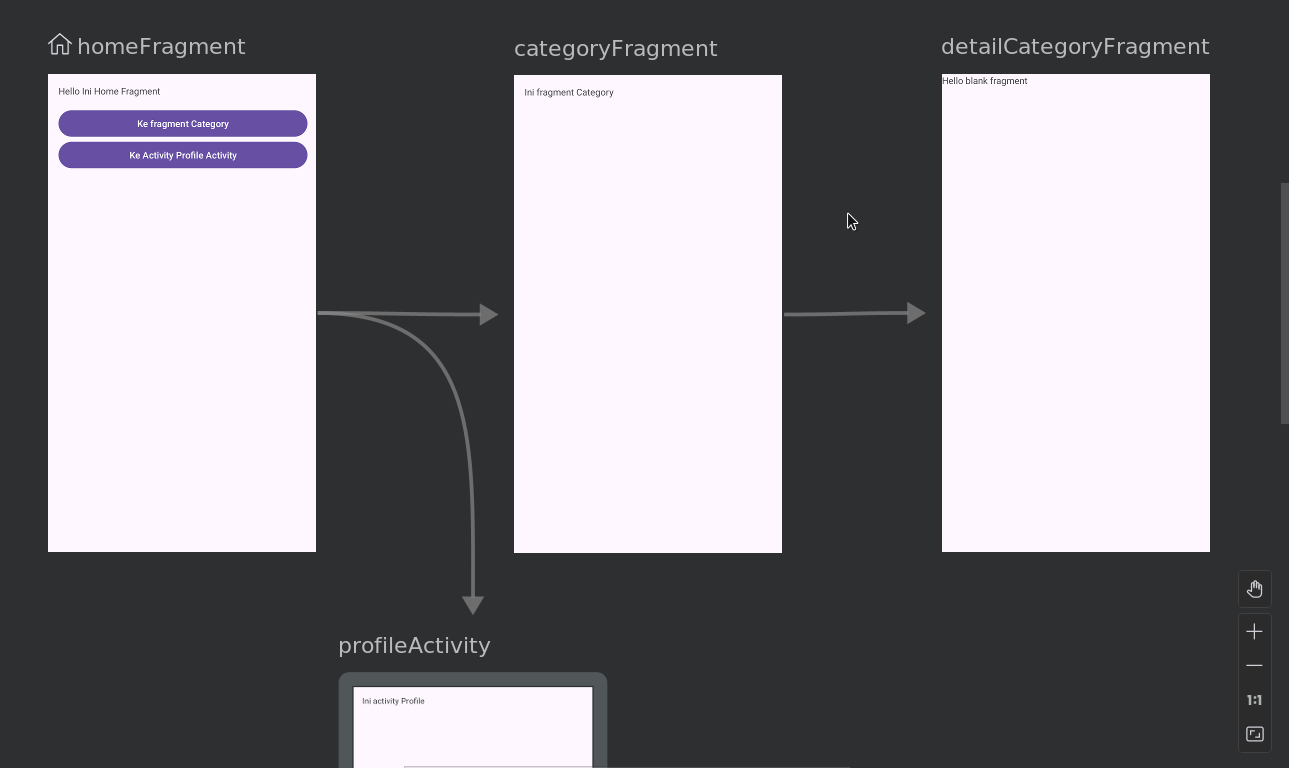 homeFragment
categoryFragment
detailCategoryFragment
Hello Ini Home Fragment
Ke fragment Category
Ke Activity Profile Activity
Ini fragment Category
Hello blank fragment
profileActivity
Ini activity Profile
1:1